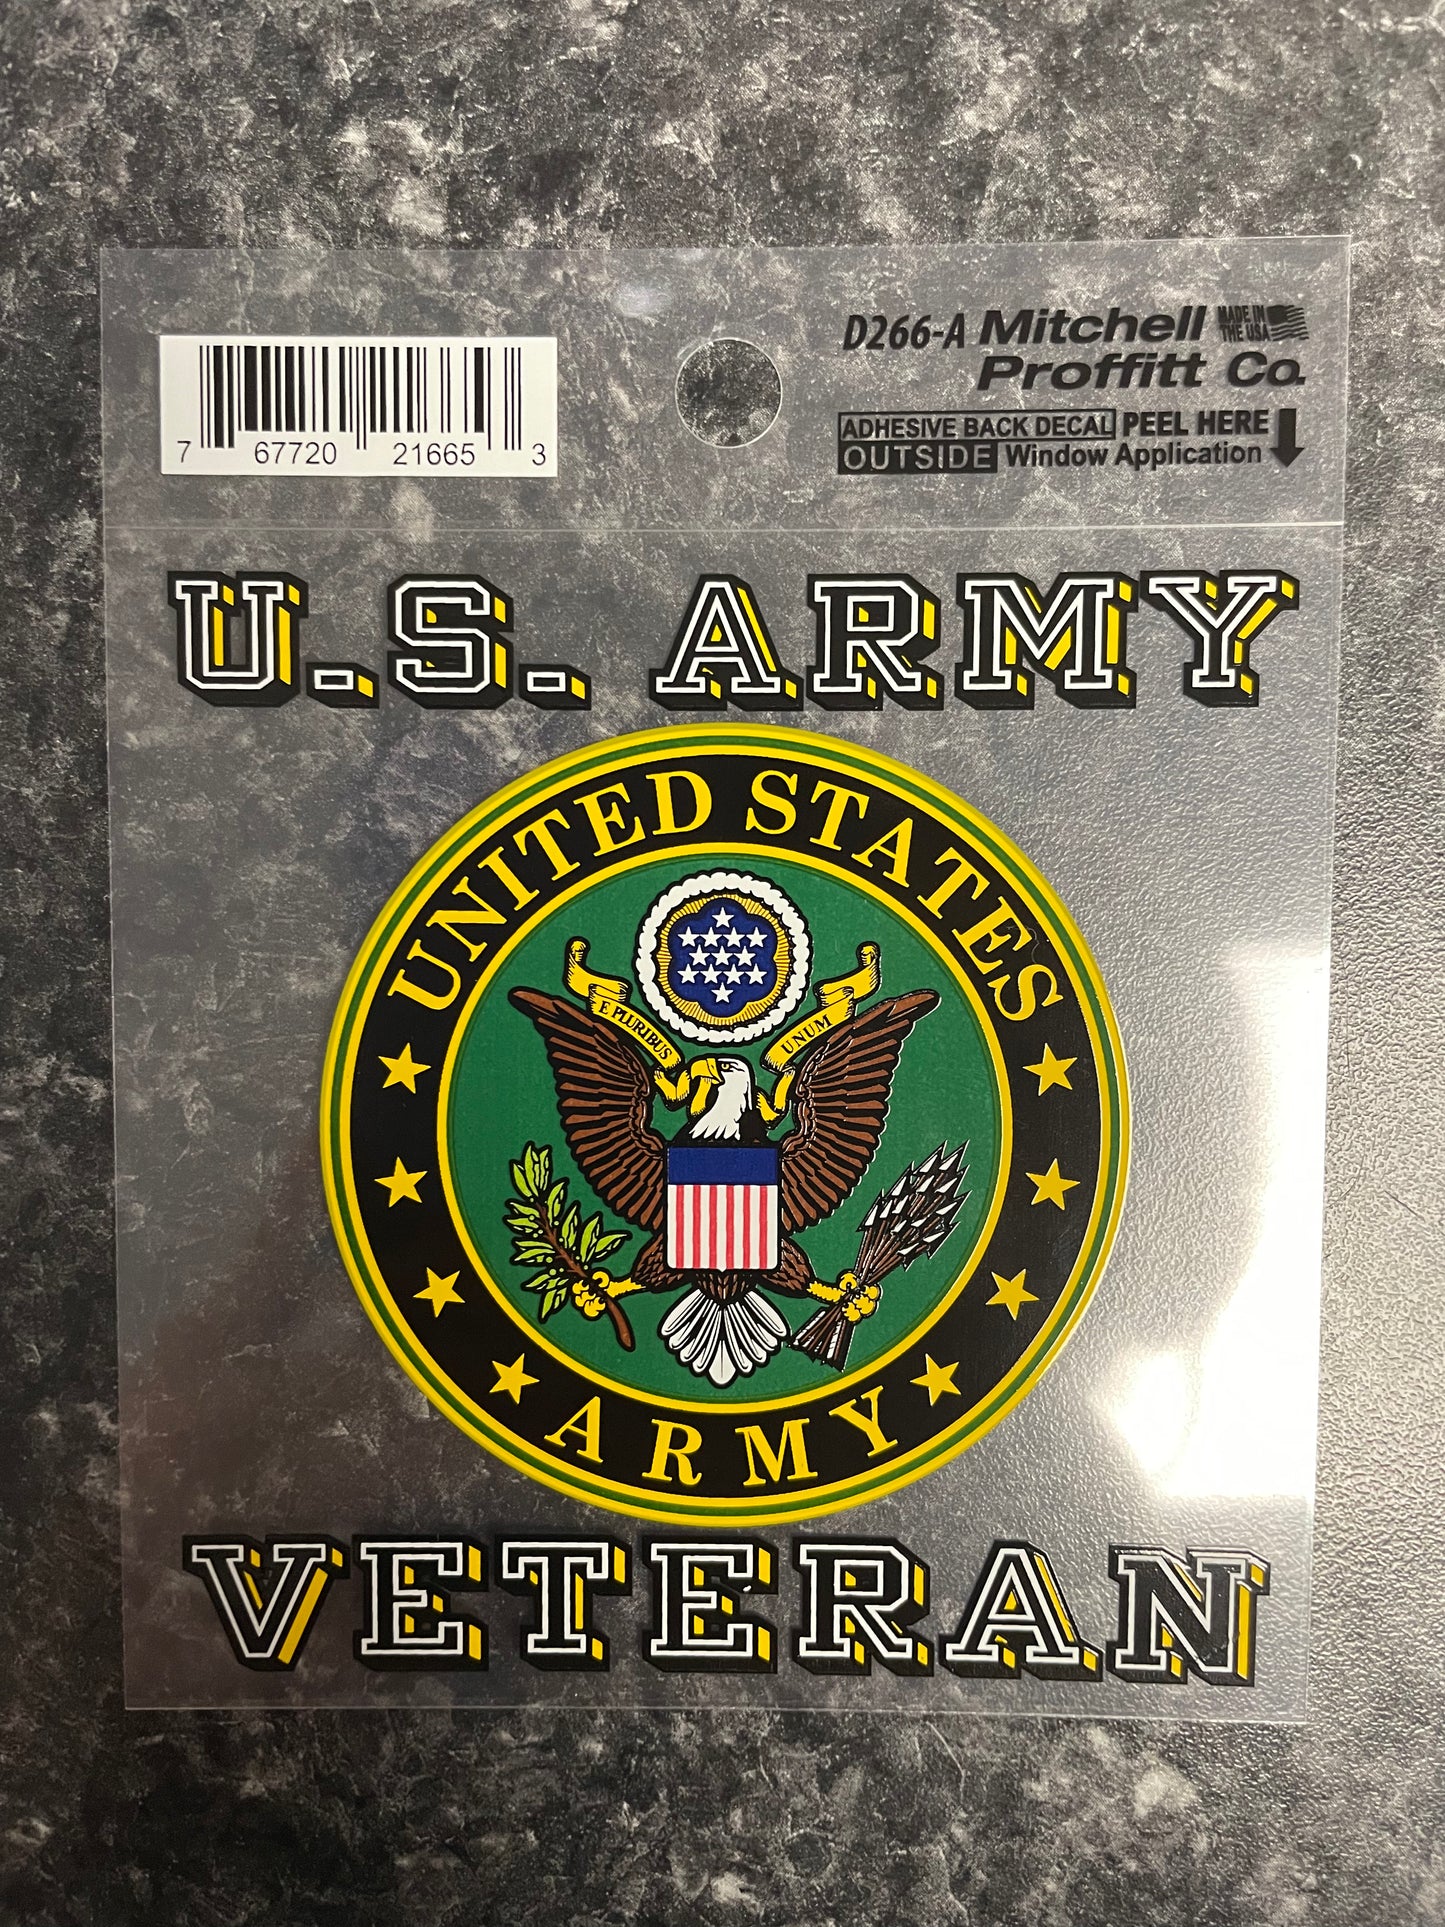 D266-A Mitchell MADE IN
THE USA
Proffitt Co.
7 67720 21665 3
ADHESIVE BACK DECAL PEEL HERE
OUTSIDE Window Application
U.S. ARMY
UNITED STATES
E PLURIBUS UNUM
ARMY
VETERAN